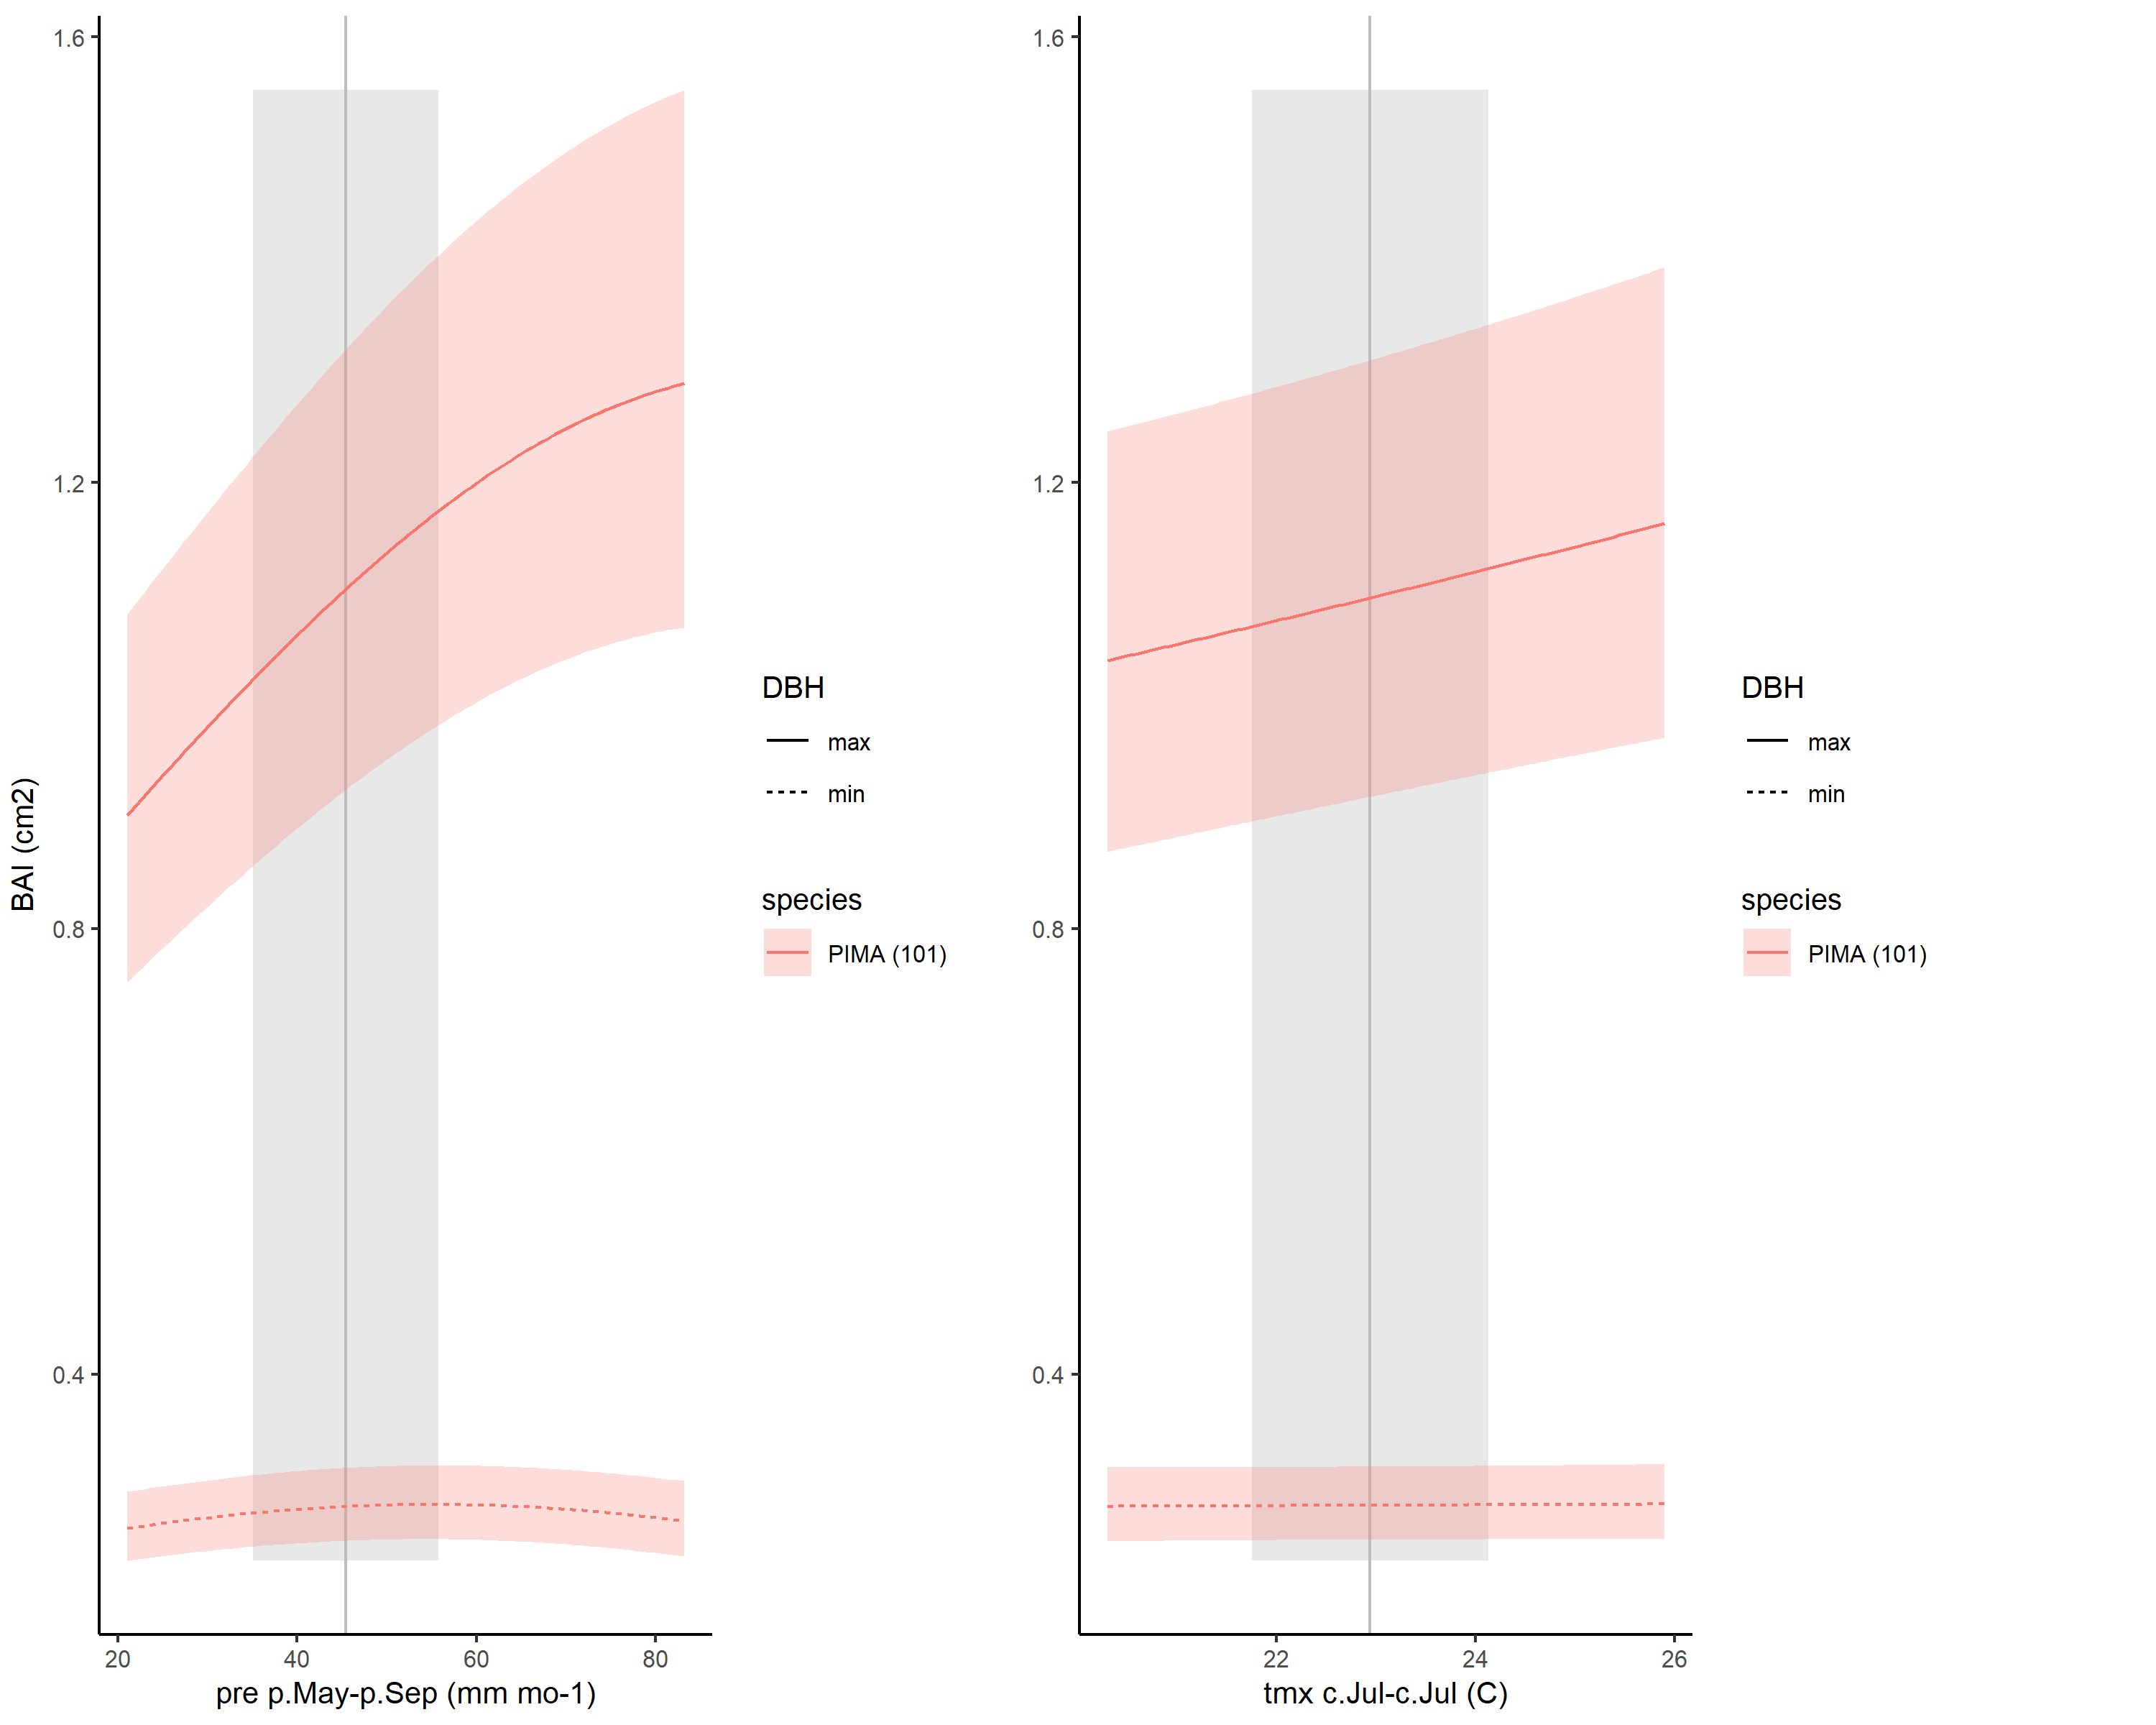 BAI (cm2)
1.6
1.2
0.8
0.4
20 40 60 80
pre p.May-p.Sep (mm mo-1)
DBH
max
min
species
PIMA (101)
1.6
1.2
0.8
0.4
22 24 26
tmx c.Jul-c.Jul (C)
DBH
max
min
species
PIMA (101)